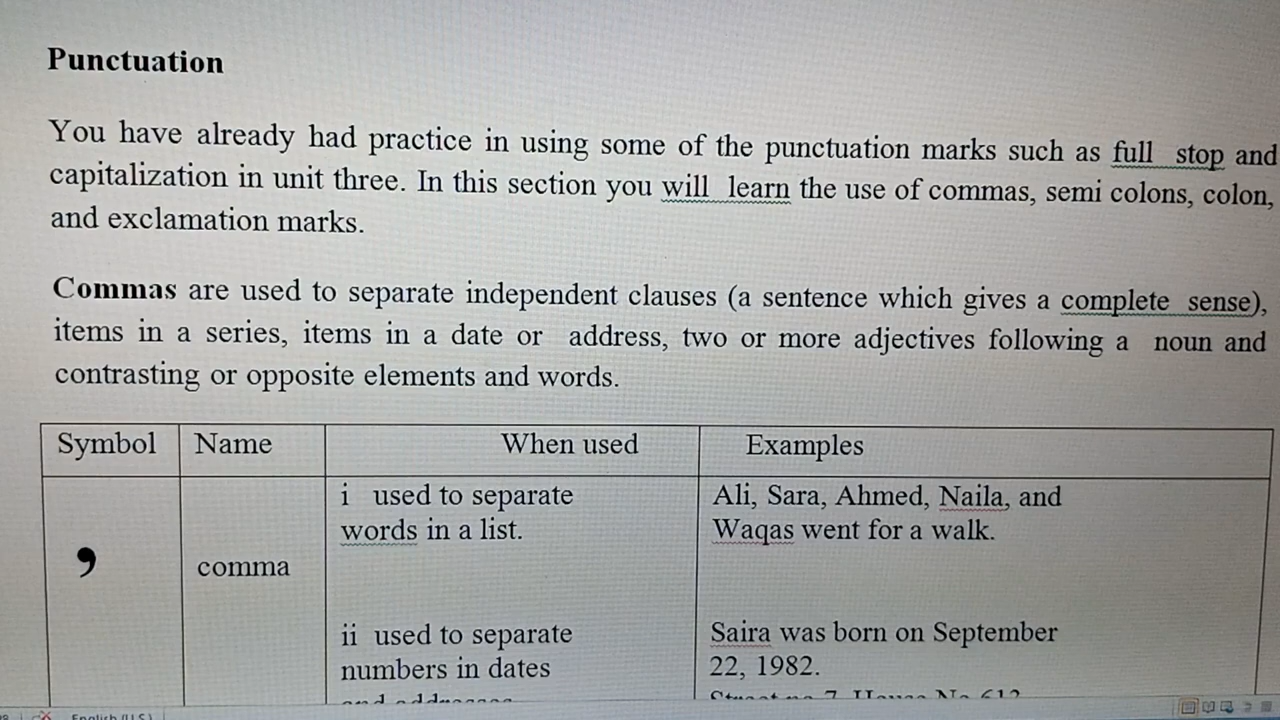 Punctuation
You have already had practice in using some of the punctuation marks such as full stop and
capitalization in unit three. In this section you will learn the use of commas, semi colons, colon,
and exclamation marks.
Commas are used to separate independent clauses (a sentence which gives a complete sense),
items in a series, items in a date or address, two or more adjectives following a noun and
contrasting or opposite elements and words.
Symbol Name When used Examples
i used to separate Ali, Sara, Ahmed, Naila, and
words in a list. Waqas went for a walk.
, comma
ii used to separate Saira was born on September
numbers in dates 22, 1982.
and addresses
English (U.S.)